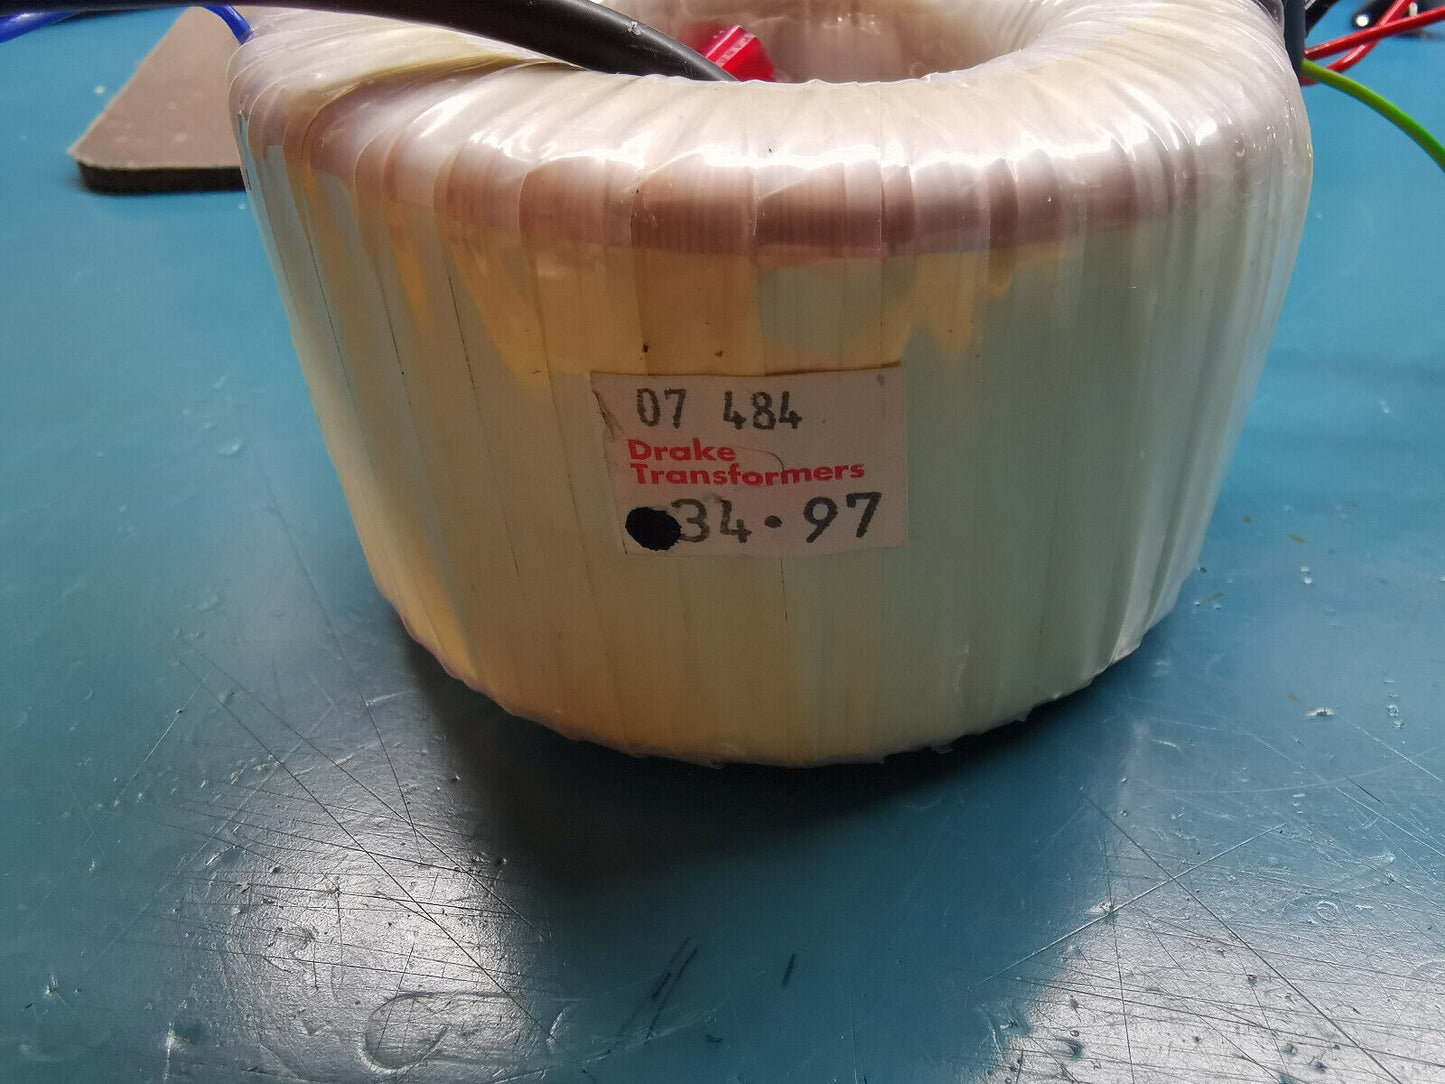 07 484
Drake
Transformers
34.97